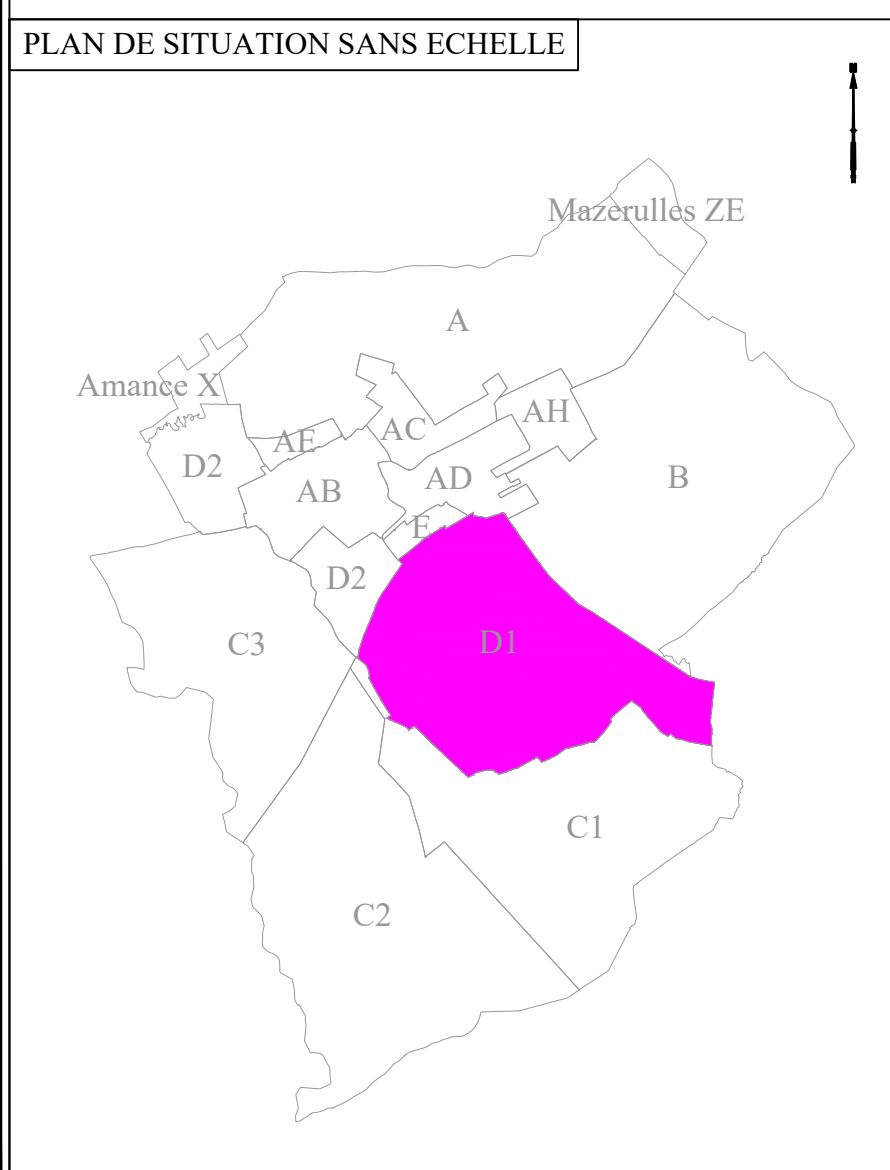 PLAN DE SITUATION SANS ECHELLE
Mazerulles ZE
A
Amance X
AH
AC
AE
D2
AB
AD
B
E
D2
C3
D1
C1
C2